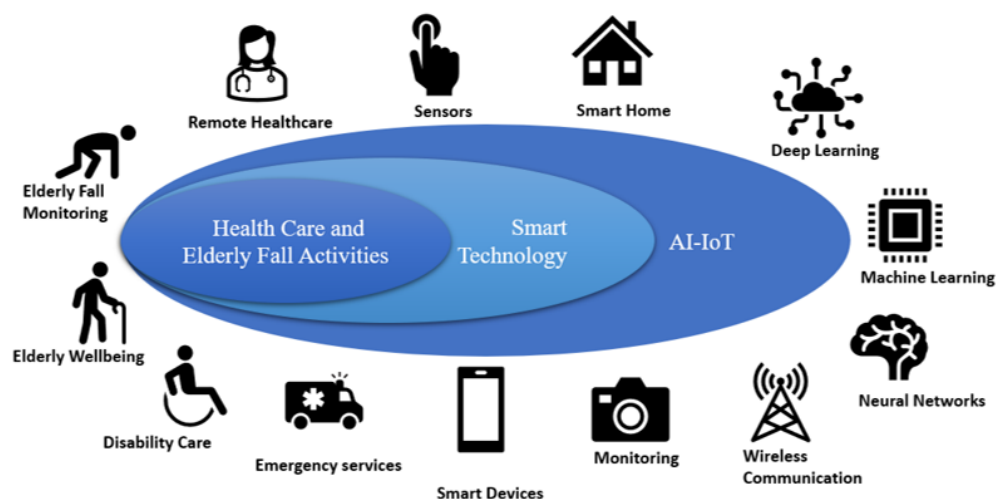 Remote Healthcare
Sensors
Smart Home
Deep Learning
Elderly Fall
Monitoring
Health Care and
Elderly Fall Activities
Smart
Technology
AI-IoT
Machine Learning
Elderly Wellbeing
Disability Care
Emergency services
Smart Devices
Monitoring
Wireless
Communication
Neural Networks